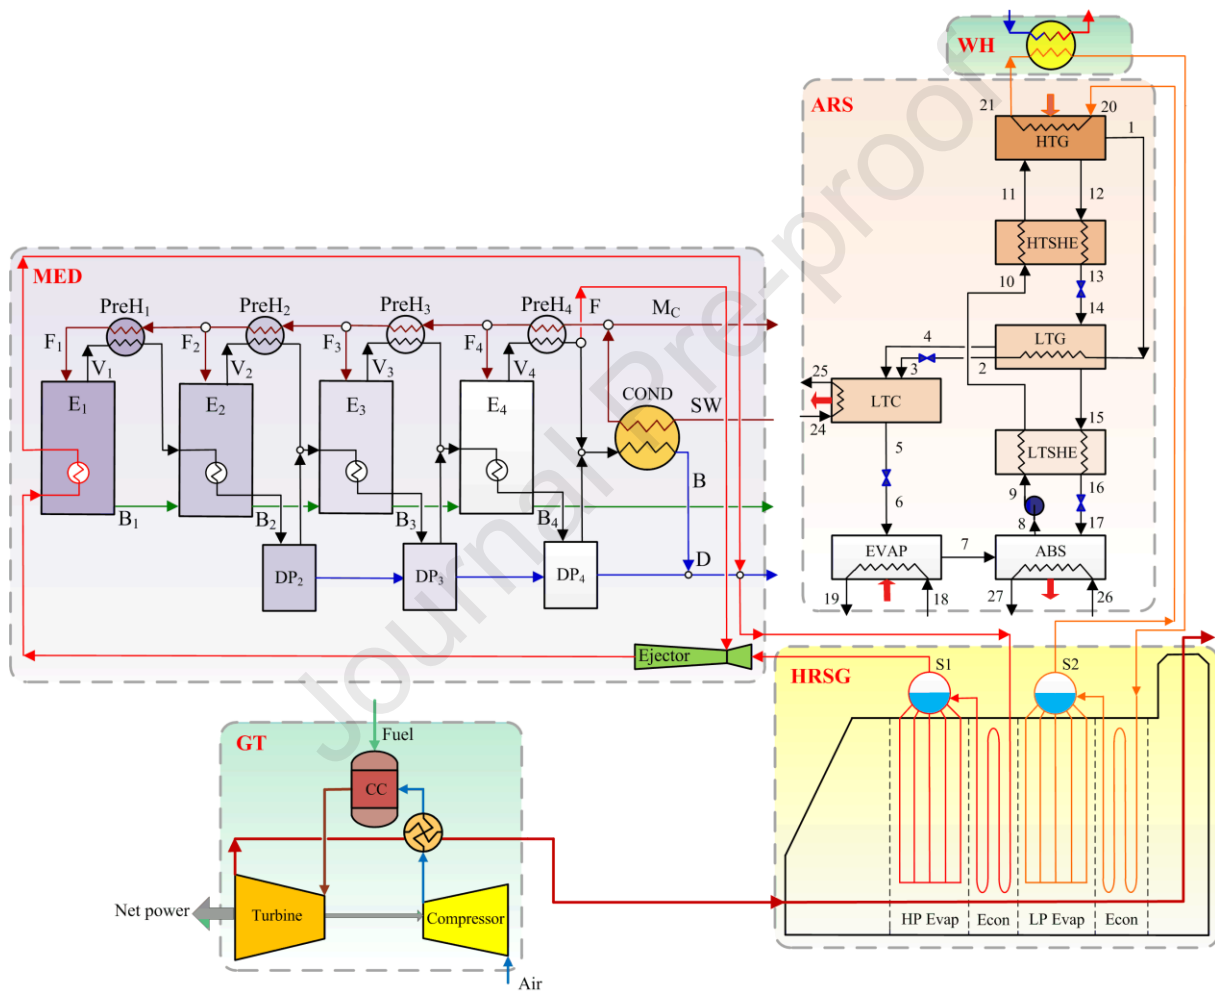 WH
ARS
21
20
1
HTG
11
12
HTSHE
10
13
14
MED
PreH1
PreH2
PreH3
PreH4
F
MC
F1
F2
F3
F4
V1
V2
V3
V4
4
LTG
3
2
25
LTC
24
E1
E2
E3
E4
COND
SW
5
15
LTSHE
B
6
9
16
8
17
B1
B2
B3
B4
EVAP
7
ABS
DP2
DP3
DP4
D
19
18
27
26
Ejector
S1
S2
HRSG
GT
Fuel
CC
Net power
Turbine
Compressor
HP Evap
Econ
LP Evap
Econ
Air
Journal Pre-proof